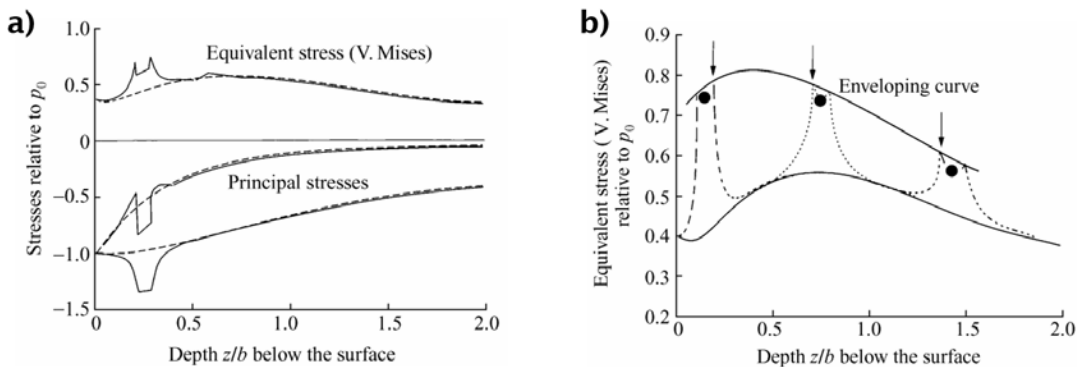 a)
Stresses relative to p₀
1.0
0.5
0
−0.5
−1.0
−1.5
Equivalent stress (V. Mises)
Principal stresses
0
0.5
1.0
1.5
2.0
Depth z/b below the surface
b)
Equivalent stress (V. Mises)
relative to p₀
0.9
0.8
0.7
0.6
0.5
0.4
0.3
0.2
Enveloping curve
0
0.5
1.0
1.5
2.0
Depth z/b below the surface